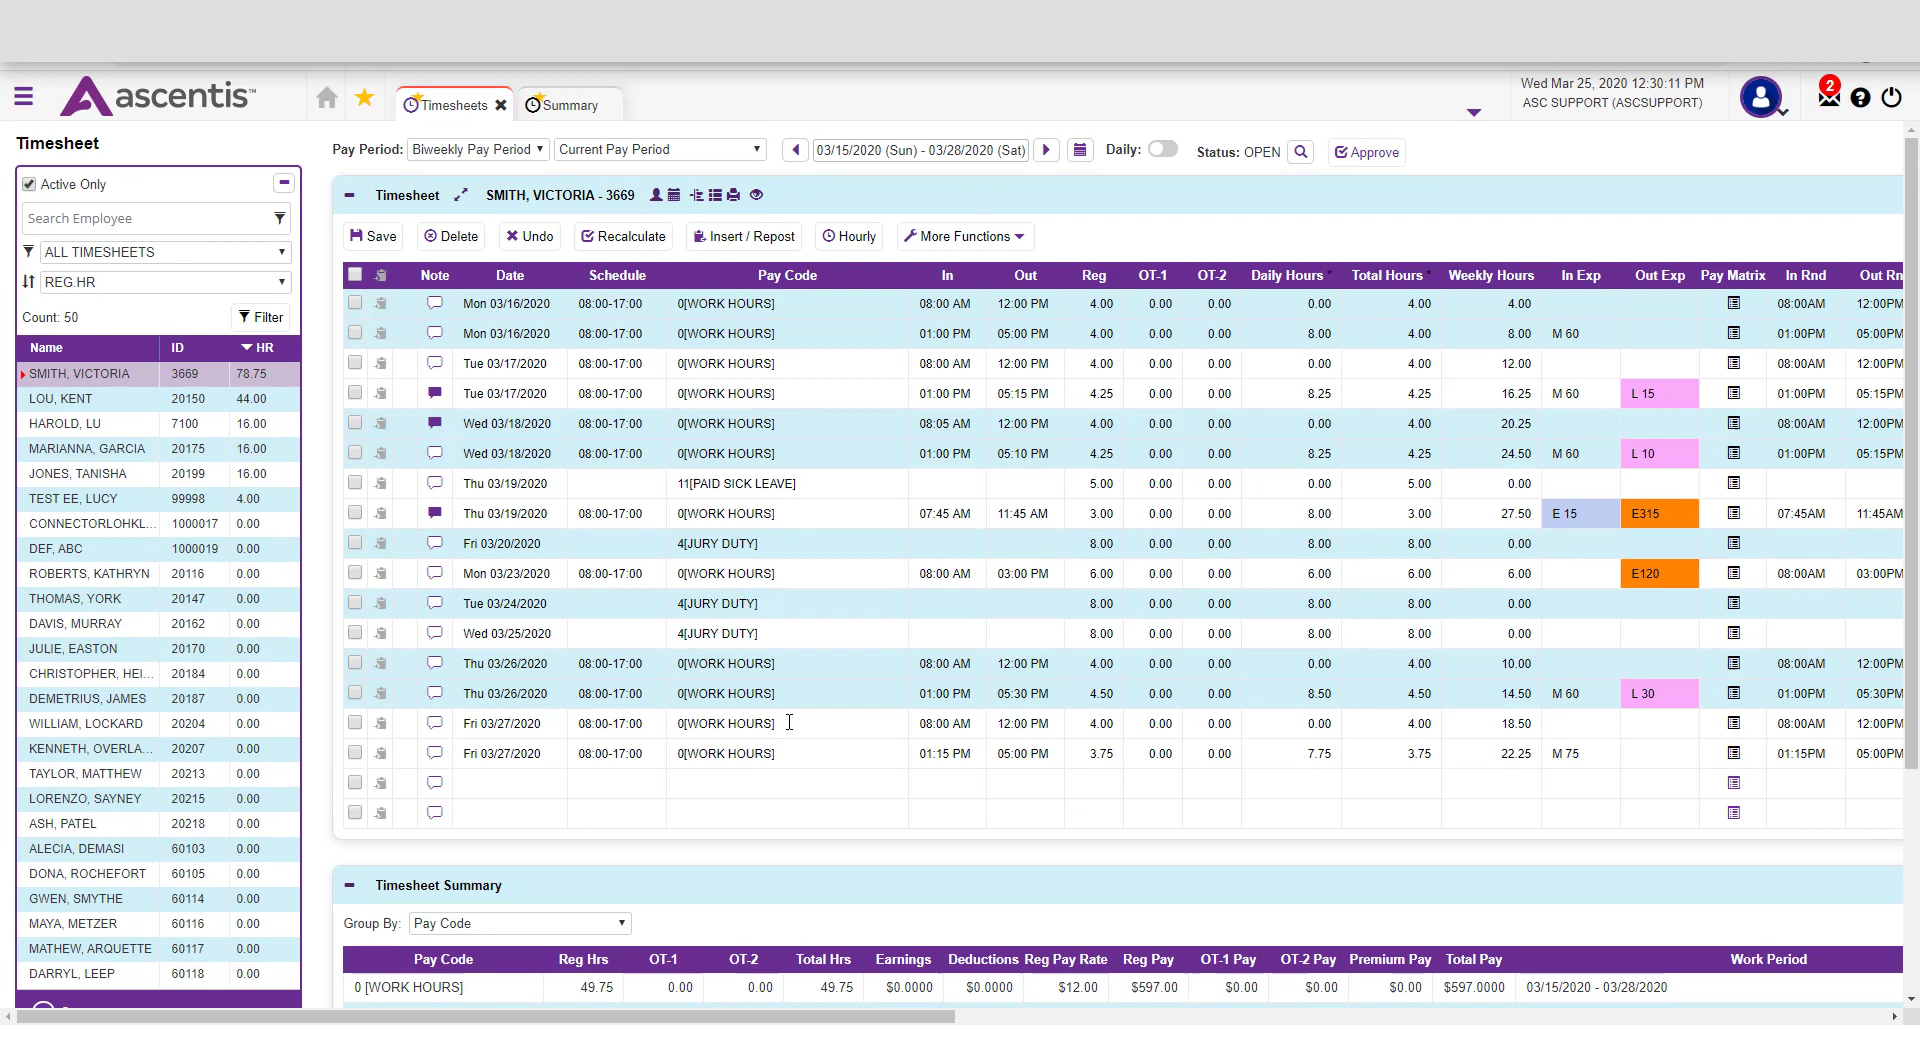 ascentis™
Timesheets
Summary
Wed Mar 25, 2020 12:30:11 PM
ASC SUPPORT (ASCSUPPORT)
2
Timesheet
Active Only
Search Employee
ALL TIMESHEETS
REG.HR
Count: 50
Filter
Name ID HR
SMITH, VICTORIA 3669 78.75
LOU, KENT 20150 44.00
HAROLD, LU 7100 16.00
MARIANNA, GARCIA 20175 16.00
JONES, TANISHA 20199 16.00
TEST EE, LUCY 99998 4.00
CONNECTORLOHKL... 1000017 0.00
DEF, ABC 1000019 0.00
ROBERTS, KATHRYN 20116 0.00
THOMAS, YORK 20147 0.00
DAVIS, MURRAY 20162 0.00
JULIE, EASTON 20170 0.00
CHRISTOPHER, HEI... 20184 0.00
DEMETRIUS, JAMES 20187 0.00
WILLIAM, LOCKARD 20204 0.00
KENNETH, OVERLA... 20207 0.00
TAYLOR, MATTHEW 20213 0.00
LORENZO, SAYNEY 20215 0.00
ASH, PATEL 20218 0.00
ALECIA, DEMASI 60103 0.00
DONA, ROCHEFORT 60105 0.00
GWEN, SMYTHE 60114 0.00
MAYA, METZER 60116 0.00
MATHEW, ARQUETTE 60117 0.00
DARRYL, LEEP 60118 0.00
Pay Period: Biweekly Pay Period Current Pay Period 03/15/2020 (Sun) - 03/28/2020 (Sat) Daily: Status: OPEN Approve
Timesheet SMITH, VICTORIA - 3669
Save Delete Undo Recalculate Insert / Repost Hourly More Functions
Note Date Schedule Pay Code In Out Reg OT-1 OT-2 Daily Hours * Total Hours * Weekly Hours In Exp Out Exp Pay Matrix In Rnd Out Rn
Mon 03/16/2020 08:00-17:00 0[WORK HOURS] 08:00 AM 12:00 PM 4.00 0.00 0.00 0.00 4.00 4.00 08:00AM 12:00PM
Mon 03/16/2020 08:00-17:00 0[WORK HOURS] 01:00 PM 05:00 PM 4.00 0.00 0.00 8.00 4.00 8.00 M 60 01:00PM 05:00PM
Tue 03/17/2020 08:00-17:00 0[WORK HOURS] 08:00 AM 12:00 PM 4.00 0.00 0.00 0.00 4.00 12.00 08:00AM 12:00PM
Tue 03/17/2020 08:00-17:00 0[WORK HOURS] 01:00 PM 05:15 PM 4.25 0.00 0.00 8.25 4.25 16.25 M 60 L 15 01:00PM 05:15PM
Wed 03/18/2020 08:00-17:00 0[WORK HOURS] 08:05 AM 12:00 PM 4.00 0.00 0.00 0.00 4.00 20.25 08:00AM 12:00PM
Wed 03/18/2020 08:00-17:00 0[WORK HOURS] 01:00 PM 05:10 PM 4.25 0.00 0.00 8.25 4.25 24.50 M 60 L 10 01:00PM 05:15PM
Thu 03/19/2020 11[PAID SICK LEAVE] 5.00 0.00 0.00 0.00 5.00 0.00
Thu 03/19/2020 08:00-17:00 0[WORK HOURS] 07:45 AM 11:45 AM 3.00 0.00 0.00 8.00 3.00 27.50 E 15 E315 07:45AM 11:45AM
Fri 03/20/2020 4[JURY DUTY] 8.00 0.00 0.00 8.00 8.00 0.00
Mon 03/23/2020 08:00-17:00 0[WORK HOURS] 08:00 AM 03:00 PM 6.00 0.00 0.00 6.00 6.00 6.00 E120 08:00AM 03:00PM
Tue 03/24/2020 4[JURY DUTY] 8.00 0.00 0.00 8.00 8.00 0.00
Wed 03/25/2020 4[JURY DUTY] 8.00 0.00 0.00 8.00 8.00 0.00
Thu 03/26/2020 08:00-17:00 0[WORK HOURS] 08:00 AM 12:00 PM 4.00 0.00 0.00 0.00 4.00 10.00 08:00AM 12:00PM
Thu 03/26/2020 08:00-17:00 0[WORK HOURS] 01:00 PM 05:30 PM 4.50 0.00 0.00 8.50 4.50 14.50 M 60 L 30 01:00PM 05:30PM
Fri 03/27/2020 08:00-17:00 0[WORK HOURS] 08:00 AM 12:00 PM 4.00 0.00 0.00 0.00 4.00 18.50 08:00AM 12:00PM
Fri 03/27/2020 08:00-17:00 0[WORK HOURS] 01:15 PM 05:00 PM 3.75 0.00 0.00 7.75 3.75 22.25 M 75 01:15PM 05:00PM
Timesheet Summary
Group By: Pay Code
Pay Code Reg Hrs OT-1 OT-2 Total Hrs Earnings Deductions Reg Pay Rate Reg Pay OT-1 Pay OT-2 Pay Premium Pay Total Pay Work Period
0 [WORK HOURS] 49.75 0.00 0.00 49.75 $0.0000 $0.0000 $12.00 $597.00 $0.00 $0.00 $0.00 $597.0000 03/15/2020 - 03/28/2020